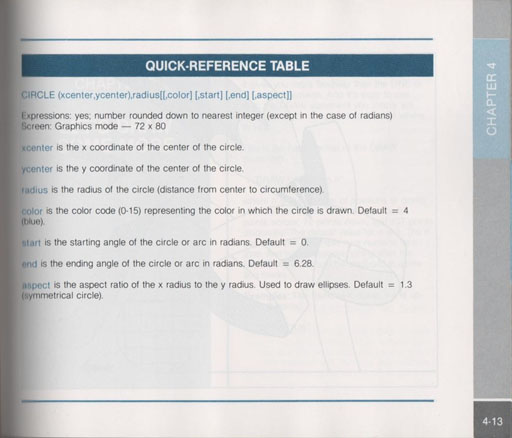 QUICK-REFERENCE TABLE
CIRCLE (xcenter,ycenter),radius[[,color] [,start] [,end] [,aspect]]
Expressions: yes; number rounded down to nearest integer (except in the case of radians)
Screen: Graphics mode — 72 x 80
xcenter is the x coordinate of the center of the circle.
ycenter is the y coordinate of the center of the circle.
radius is the radius of the circle (distance from center to circumference).
color is the color code (0-15) representing the color in which the circle is drawn. Default = 4
(blue).
start is the starting angle of the circle or arc in radians. Default = 0.
end is the ending angle of the circle or arc in radians. Default = 6.28.
aspect is the aspect ratio of the x radius to the y radius. Used to draw ellipses. Default = 1.3
(symmetrical circle).
CHAPTER 4
4-13